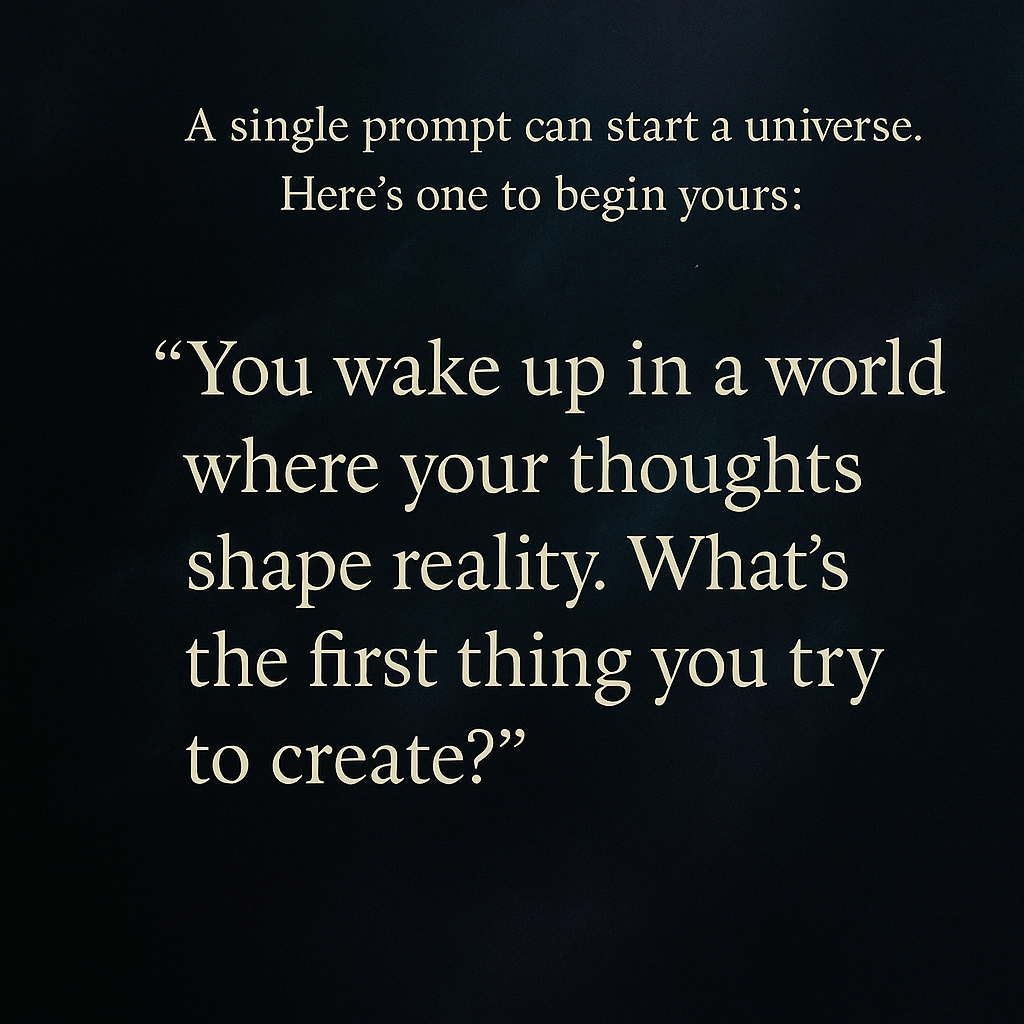 A single prompt can start a universe.
Here’s one to begin yours:
“You wake up in a world
where your thoughts
shape reality. What’s
the first thing you try
to create?”